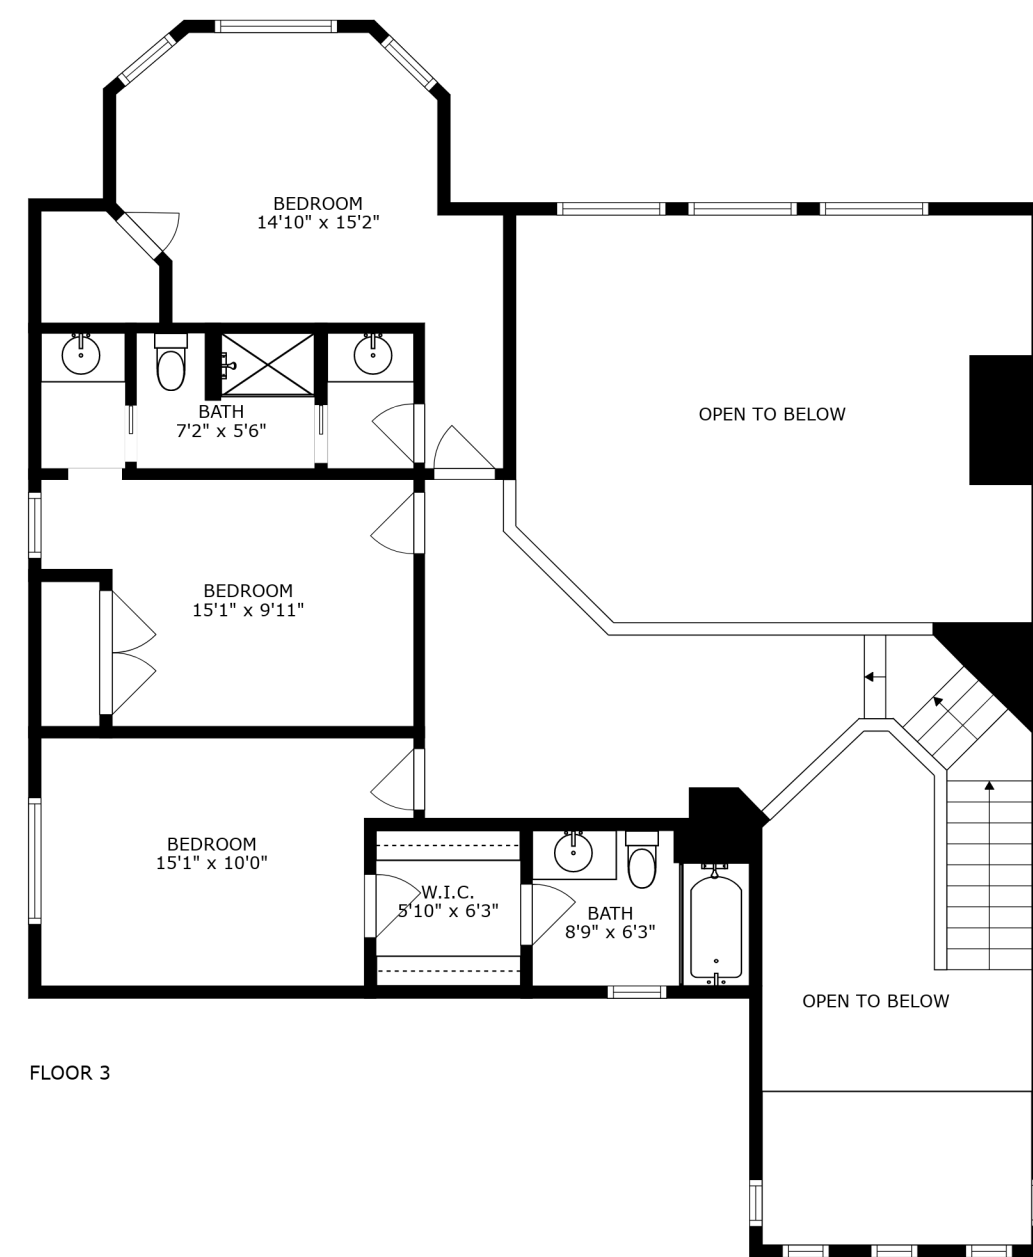 BEDROOM
14'10" x 15'2"
BATH
7'2" x 5'6"
OPEN TO BELOW
BEDROOM
15'1" x 9'11"
BEDROOM
15'1" x 10'0"
W.I.C.
5'10" x 6'3"
BATH
8'9" x 6'3"
OPEN TO BELOW
FLOOR 3